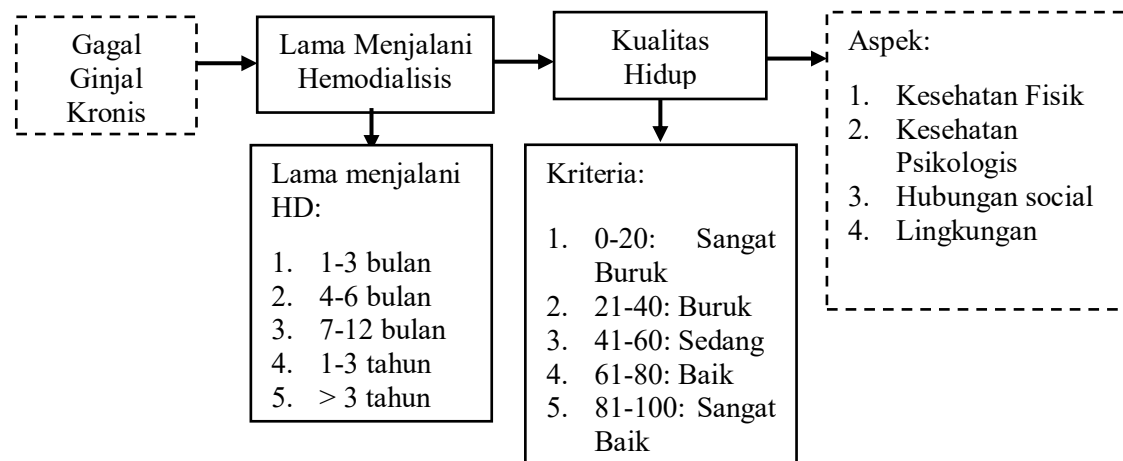 Gagal
Ginjal
Kronis
Lama Menjalani
Hemodialisis
Kualitas
Hidup
Aspek:
1. Kesehatan Fisik
2. Kesehatan
Psikologis
3. Hubungan social
4. Lingkungan
Lama menjalani
HD:
1. 1-3 bulan
2. 4-6 bulan
3. 7-12 bulan
4. 1-3 tahun
5. > 3 tahun
Kriteria:
1. 0-20: Sangat
Buruk
2. 21-40: Buruk
3. 41-60: Sedang
4. 61-80: Baik
5. 81-100: Sangat
Baik